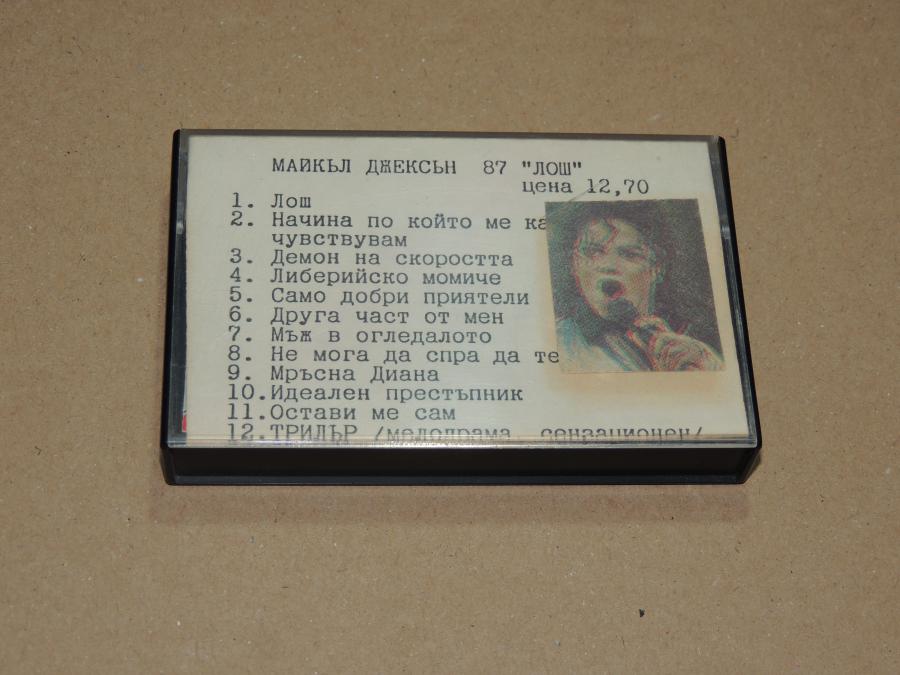 МАЙКЪЛ ДЖЕКСЪН 87 "ЛОШ"
цена 12,70
1. Лош
2. Начина по който ме ка
чувствувам
3. Демон на скоростта
4. Либерийско момиче
5. Само добри приятели
6. Друга част от мен
7. Мъж в огледалото
8. Не мога да спра да те
9. Мръсна Диана
10.Идеален престъпник
11.Остави ме сам
12.ТРИЛЪР /мелодрама, сензационен/